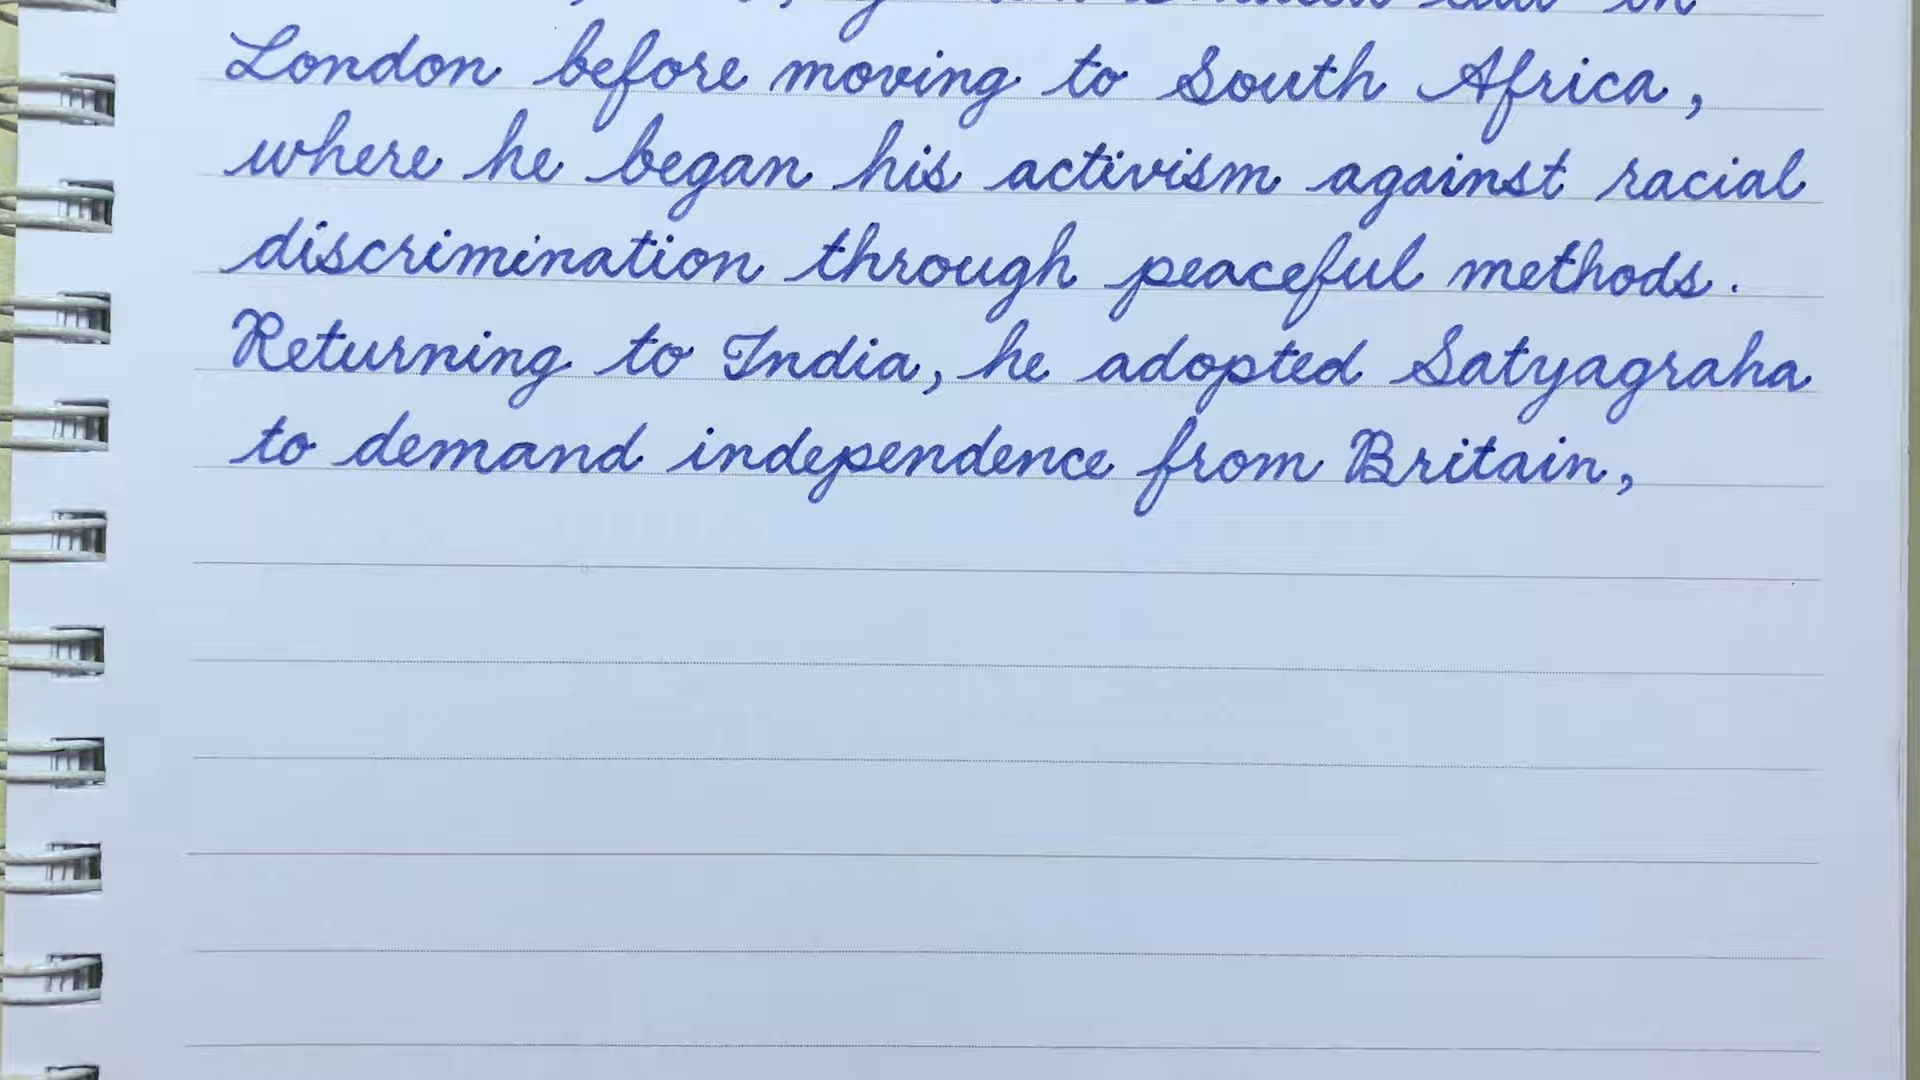 in
London before moving to South Africa,
where he began his activism against racial
discrimination through peaceful methods.
Returning to India, he adopted Satyagraha
to demand independence from Britain,